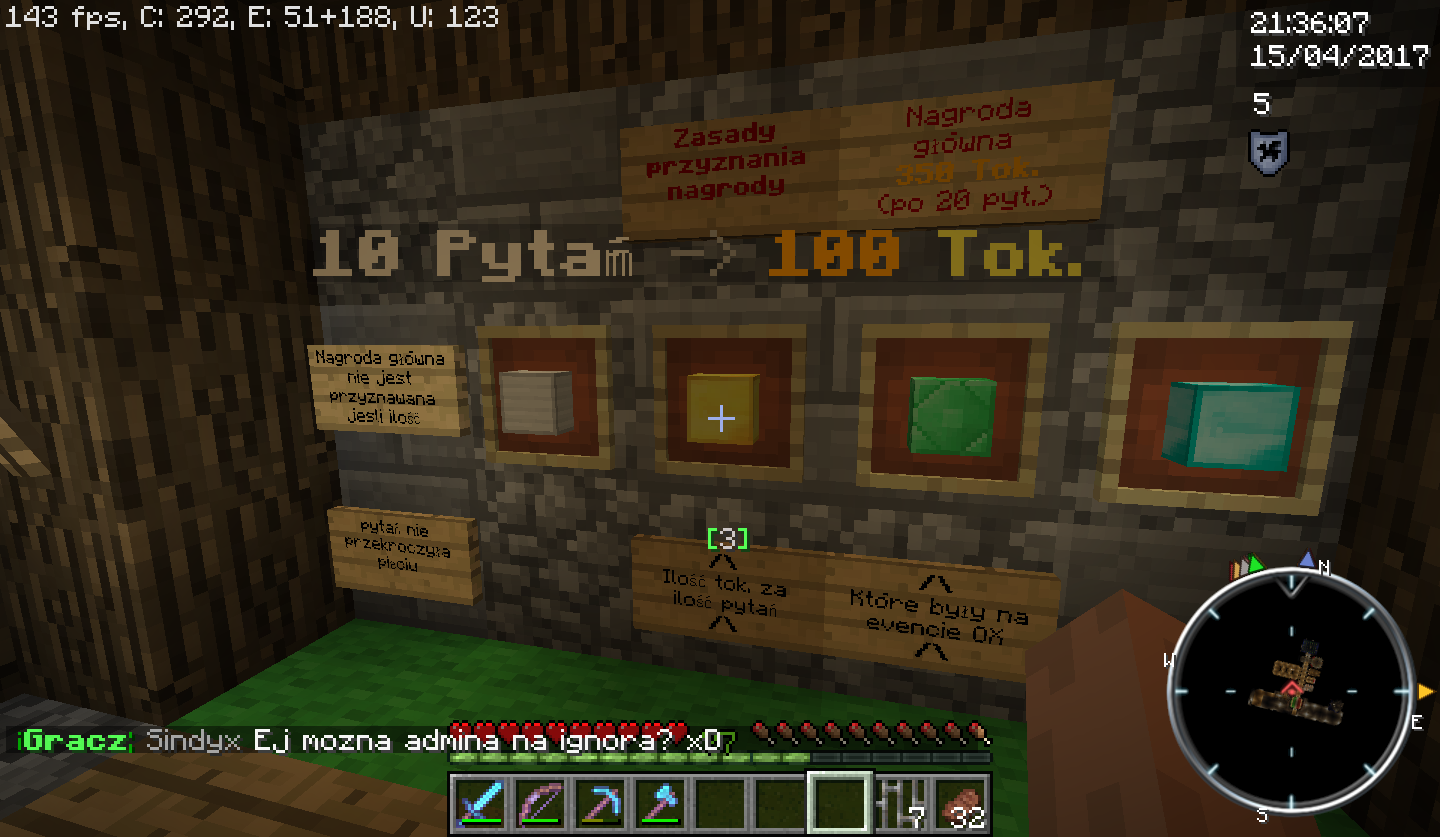 143 fps, C: 292, E: 51+188, U: 123
21:36:07
15/04/2017
5
Zasady
przyznania
nagrody
Nagroda
główna
350 Tok.
(po 20 pyt.)
10 Pytań -> 100 Tok.
Nagroda główna
nie jest
przyznawana
jeśli ilość
pytań nie
przekroczyła
pięciu
[3]
^
Ilość tok. za
ilość pytań
^
^
Które były na
evencie OX
^
N
W
E
S
¡Gracz¦ Sindyx Ej mozna admina na ignora? xD
7
32